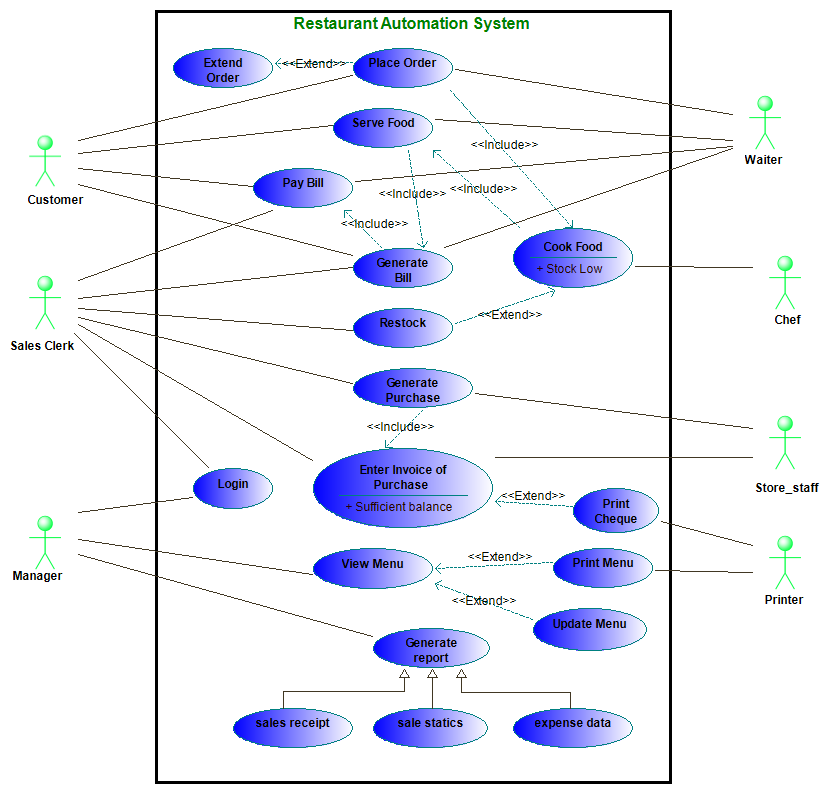 Restaurant Automation System
Extend
Order
<<Extend>>
Place Order
Serve Food
<<Include>>
Waiter
Customer
Pay Bill
<<Include>>
<<Include>>
<<Include>>
Cook Food
+ Stock Low
Generate
Bill
Chef
Sales Clerk
Restock
<<Extend>>
Generate
Purchase
<<Include>>
Enter Invoice of
Purchase
+ Sufficient balance
Login
Store_staff
<<Extend>>
Print
Cheque
Manager
View Menu
<<Extend>>
Print Menu
Printer
<<Extend>>
Update Menu
Generate
report
sales receipt
sale statics
expense data